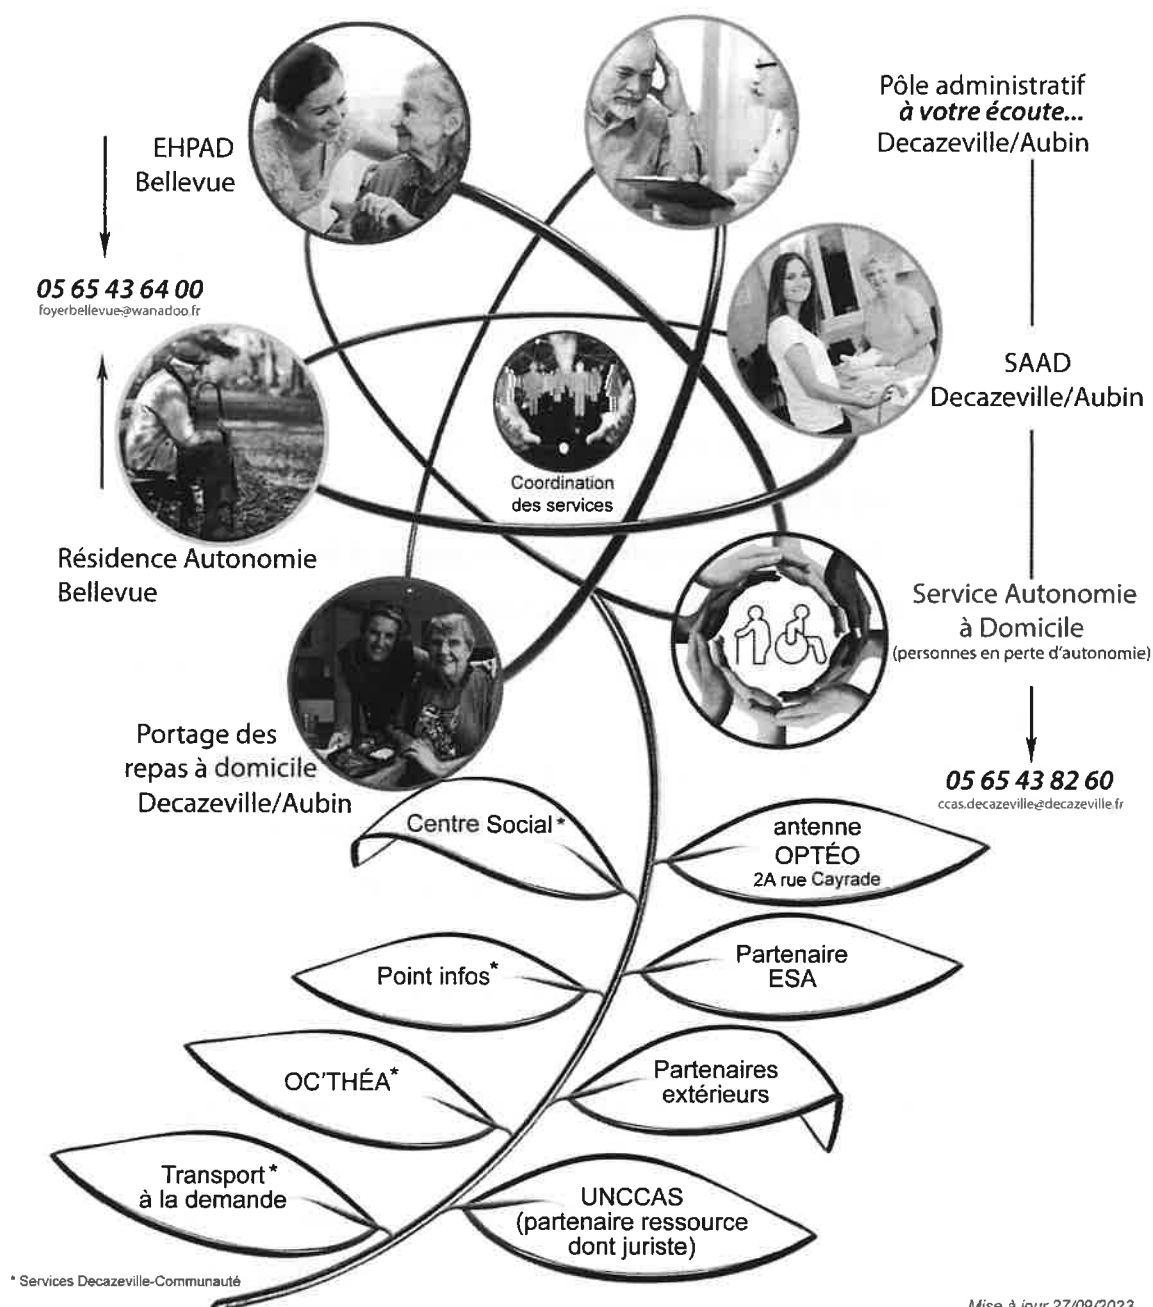 Pôle administratif
à votre écoute...
Decazeville/Aubin
EHPAD
Bellevue
05 65 43 64 00
foyerbellevue@wanadoo.fr
SAAD
Decazeville/Aubin
Coordination
des services
Résidence Autonomie
Bellevue
Service Autonomie
à Domicile
(personnes en perte d'autonomie)
Portage des
repas à domicile
Decazeville/Aubin
05 65 43 82 60
ccas.decazeville@decazeville.fr
Centre Social*
antenne
OPTÉO
2A rue Cayrade
Point infos*
Partenaire
ESA
OC'THÉA*
Partenaires
extérieurs
Transport*
à la demande
UNCCAS
(partenaire ressource
dont juriste)
* Services Decazeville-Communauté
Mise à jour 27/09/2023